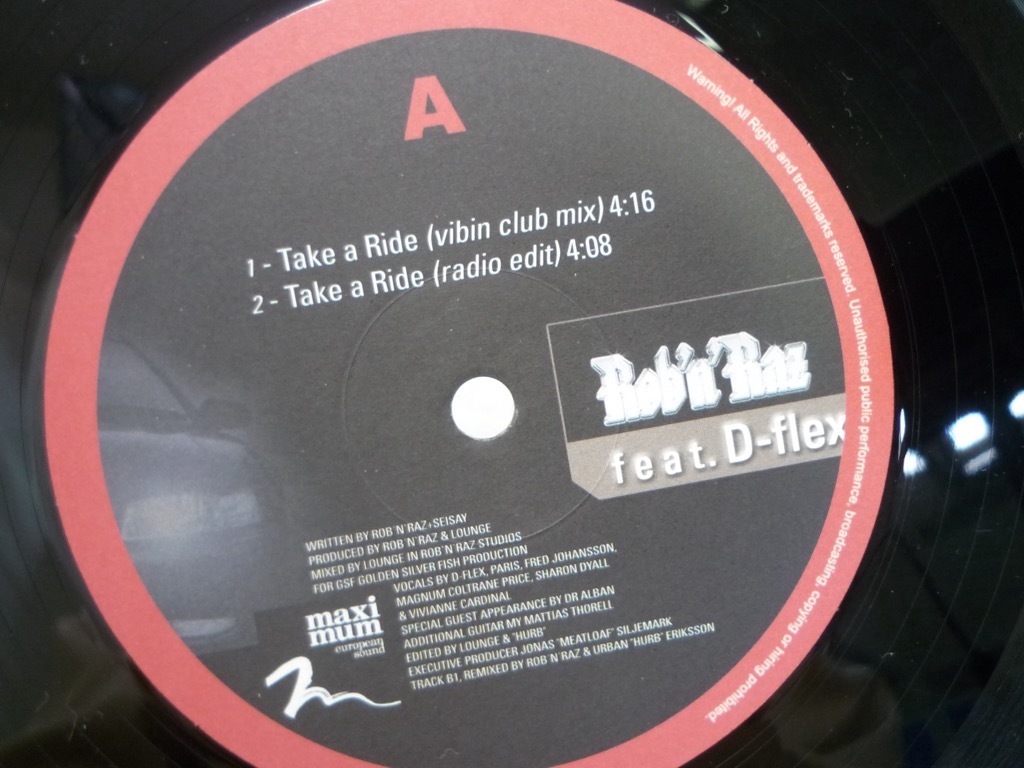 A
1 - Take a Ride (vibin club mix) 4:16
2 - Take a Ride (radio edit) 4:08
Rob'n'Raz
feat. D-flex
WRITTEN BY ROB'N'RAZ+SEISAY
PRODUCED BY ROB'N'RAZ & LOUNGE
MIXED BY LOUNGE IN ROB'N'RAZ STUDIOS
FOR GSF GOLDEN SILVER FISH PRODUCTION
VOCALS BY D-FLEX, PARIS, FRED JOHANSSON,
MAGNUM COLTRANE PRICE, SHARON DYALL
& VIVIANNE CARDINAL
SPECIAL GUEST APPEARANCE BY DR ALBAN
ADDITIONAL GUITAR MY MATTIAS THORELL
EDITED BY LOUNGE & "HURB"
EXECUTIVE PRODUCER JONAS "MEATLOAF" SILJEMARK
TRACK B1, REMIXED BY ROB N'RAZ & URBAN "HURB" ERIKSSON
maxi
mum
european
sound
Warning! All Rights and trademarks reserved. Unauthorised public performance, broadcasting, copying or hiring prohibited.